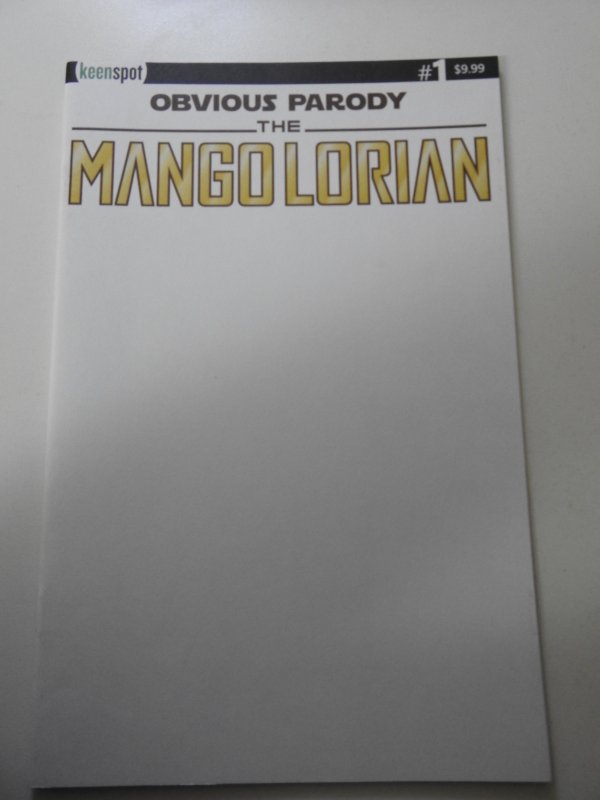 (keenspot) #1 $9.99
OBVIOUS PARODY
THE
MANGOLORIAN